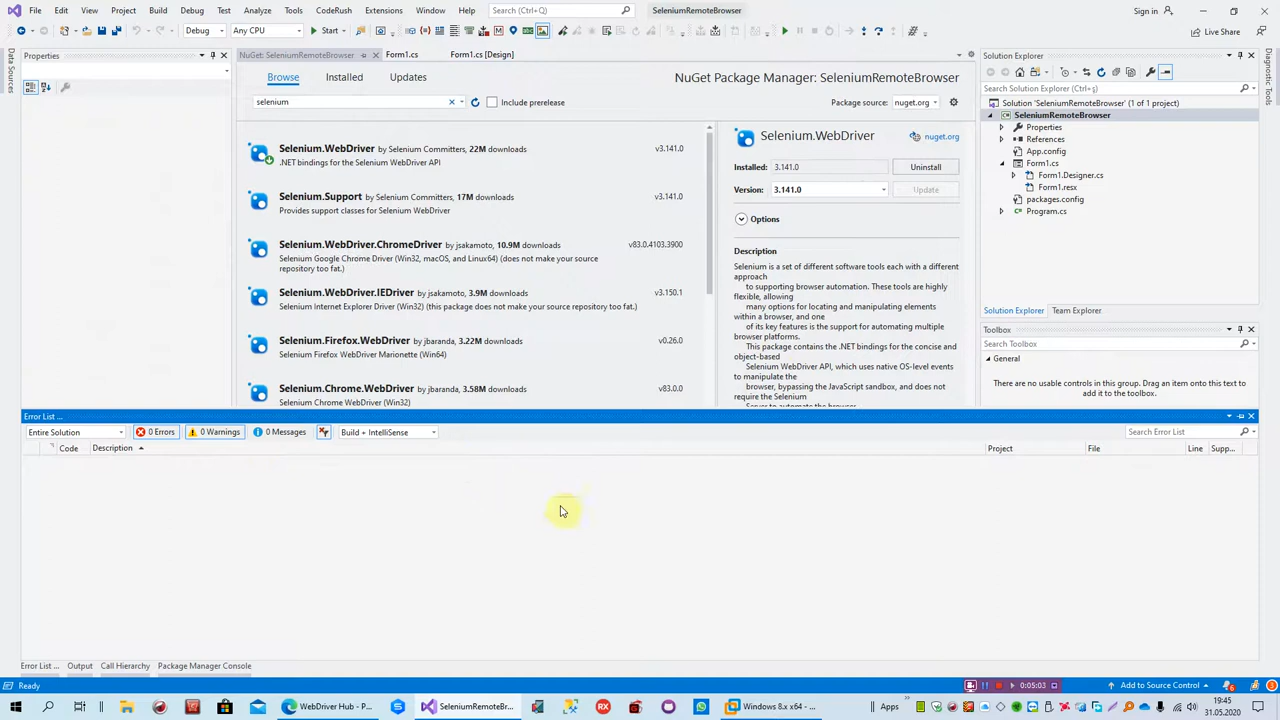 File Edit View Project Build Debug Test Analyze Tools CodeRush Extensions Window Help Search (Ctrl+Q) SeleniumRemoteBrowser Sign in
Debug Any CPU Start Live Share
Data Sources
Properties
NuGet: SeleniumRemoteBrowser Form1.cs Form1.cs [Design]
Browse Installed Updates
NuGet Package Manager: SeleniumRemoteBrowser
selenium
Include prerelease
Package source: nuget.org
Selenium.WebDriver by Selenium Committers, 22M downloads v3.141.0
.NET bindings for the Selenium WebDriver API
Selenium.Support by Selenium Committers, 17M downloads v3.141.0
Provides support classes for Selenium WebDriver
Selenium.WebDriver.ChromeDriver by jsakamoto, 10.9M downloads v83.0.4103.3900
Selenium Google Chrome Driver (Win32, macOS, and Linux64) (does not make your source
repository too fat.)
Selenium.WebDriver.IEDriver by jsakamoto, 3.9M downloads v3.150.1
Selenium Internet Explorer Driver (Win32) (this package does not make your source repository too fat.)
Selenium.Firefox.WebDriver by jbaranda, 3.22M downloads v0.26.0
Selenium Firefox WebDriver Marionette (Win64)
Selenium.Chrome.WebDriver by jbaranda, 3.58M downloads v83.0.0
Selenium Chrome WebDriver (Win32)
Selenium.WebDriver nuget.org
Installed: 3.141.0 Uninstall
Version: 3.141.0 Update
Options
Description
Selenium is a set of different software tools each with a different
approach
to supporting browser automation. These tools are highly
flexible, allowing
many options for locating and manipulating elements
within a browser, and one
of its key features is the support for automating multiple
browser platforms.
This package contains the .NET bindings for the concise and
object-based
Selenium WebDriver API, which uses native OS-level events
to manipulate the
browser, bypassing the JavaScript sandbox, and does not
require the Selenium
Server to automate the browser.
Solution Explorer
Search Solution Explorer (Ctrl+ş)
Solution 'SeleniumRemoteBrowser' (1 of 1 project)
SeleniumRemoteBrowser
Properties
References
App.config
Form1.cs
Form1.Designer.cs
Form1.resx
packages.config
Program.cs
Solution Explorer Team Explorer
Toolbox
Search Toolbox
General
There are no usable controls in this group. Drag an item onto this text to
add it to the toolbox.
Diagnostic Tools
Error List ...
Entire Solution 0 Errors 0 Warnings 0 Messages Build + IntelliSense Search Error List
Code Description Project File Line Supp...
Error List ... Output Call Hierarchy Package Manager Console
Ready 0:05:03 Add to Source Control 6 3
WebDriver Hub - P... SeleniumRemoteBr... RX Windows 8.x x64 - ... Apps 19:45
31.05.2020